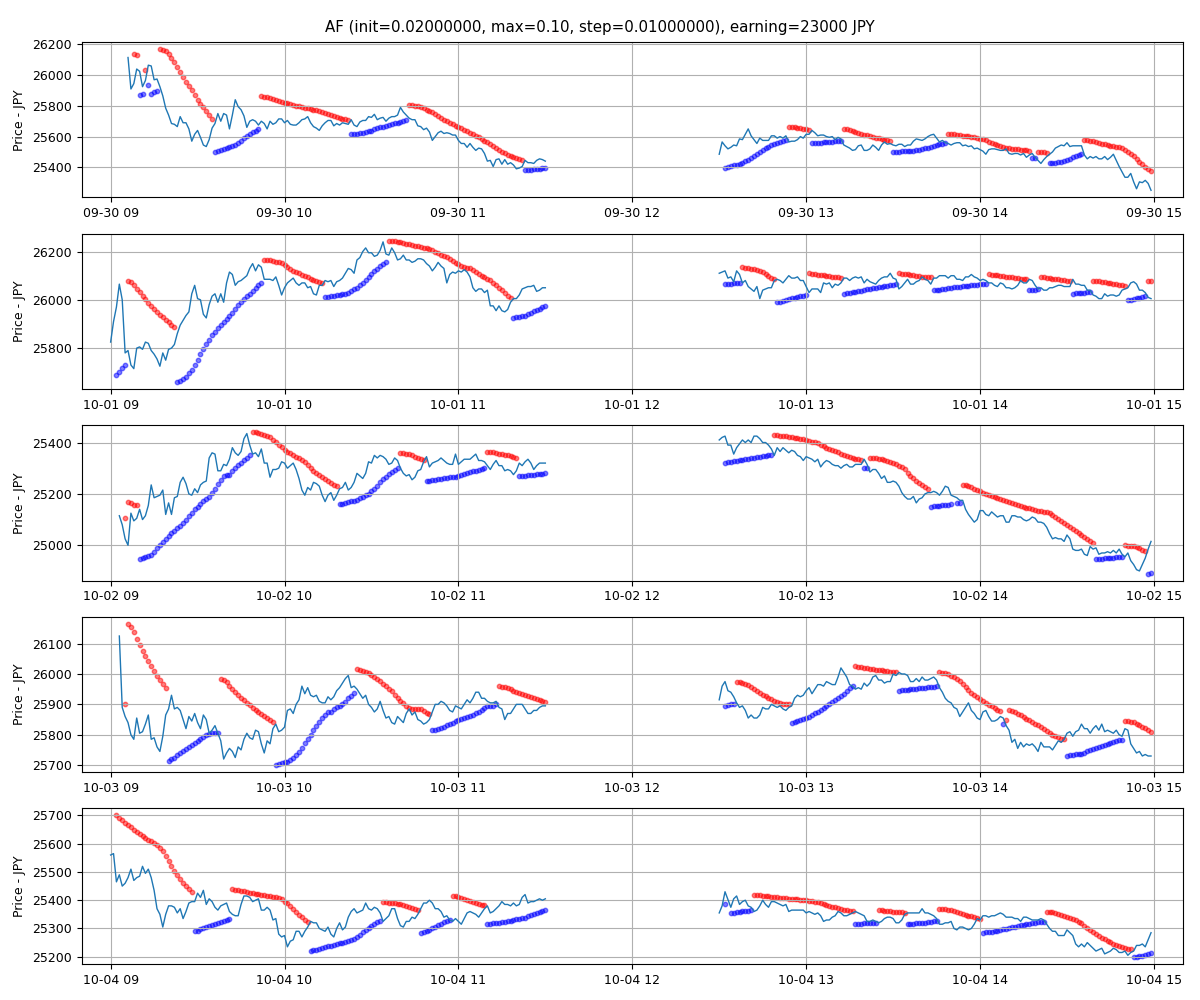 AF (init=0.02000000, max=0.10, step=0.01000000), earning=23000 JPY
26200
26000
25800
25600
25400
Price - JPY
09-30 09 09-30 10 09-30 11 09-30 12 09-30 13 09-30 14 09-30 15
26200
26000
25800
Price - JPY
10-01 09 10-01 10 10-01 11 10-01 12 10-01 13 10-01 14 10-01 15
25400
25200
25000
Price - JPY
10-02 09 10-02 10 10-02 11 10-02 12 10-02 13 10-02 14 10-02 15
26100
26000
25900
25800
25700
Price - JPY
10-03 09 10-03 10 10-03 11 10-03 12 10-03 13 10-03 14 10-03 15
25700
25600
25500
25400
25300
25200
Price - JPY
10-04 09 10-04 10 10-04 11 10-04 12 10-04 13 10-04 14 10-04 15